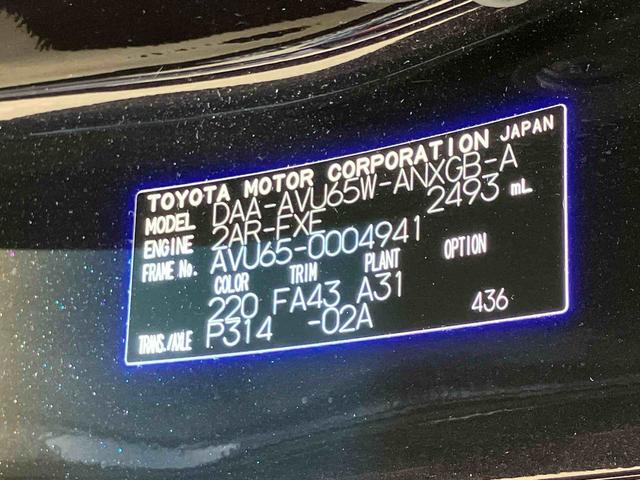 TOYOTA MOTOR CORPORATION JAPAN
MODEL DAA-AVU65W-ANXGB-A
ENGINE 2AR-FXE 2493 mL
FRAME No. AVU65-0004941
COLOR TRIM PLANT OPTION
220 FA43 A31
TRANS./AXLE P314 -02A 436